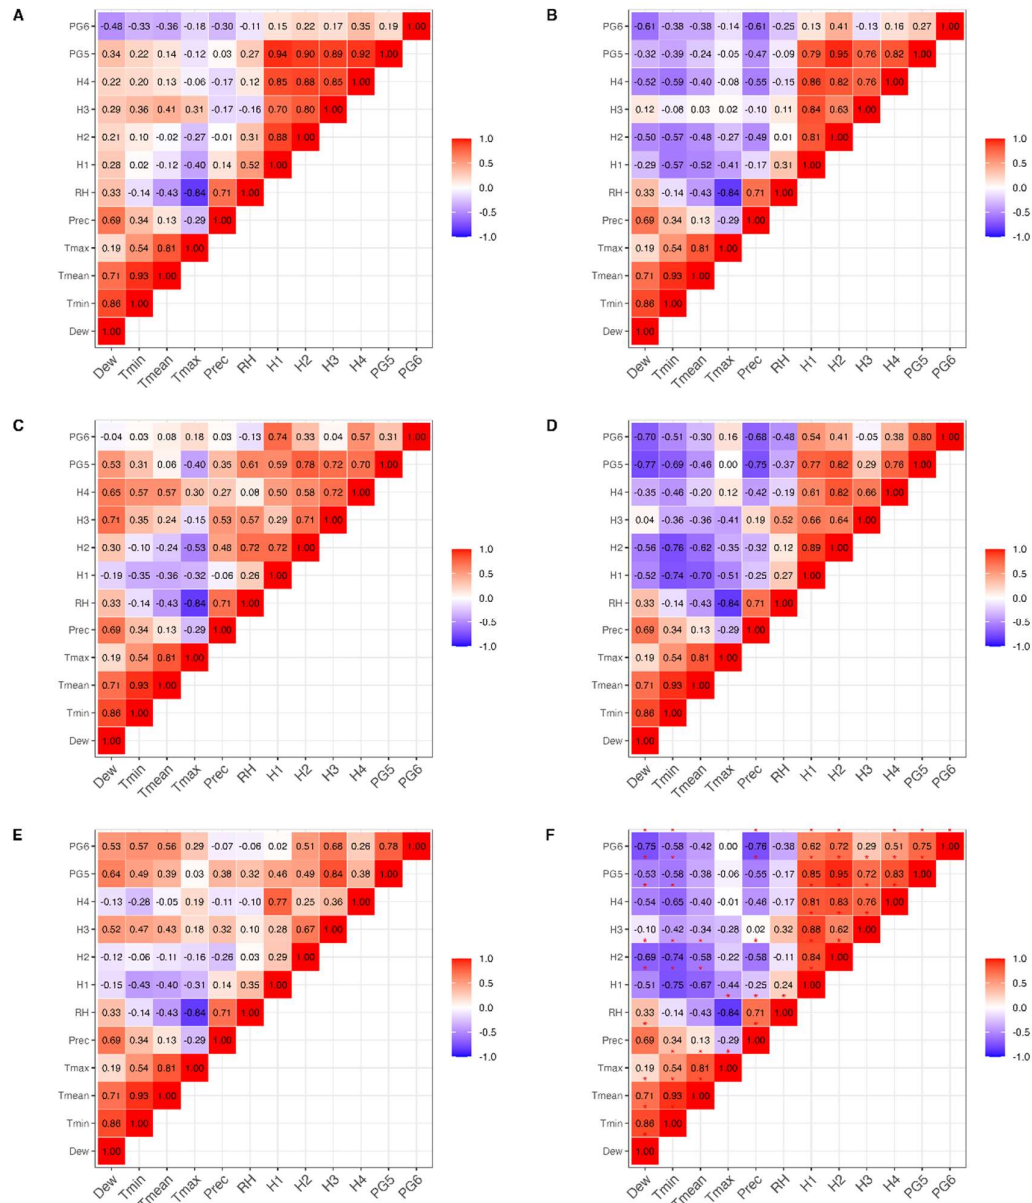 A
PG6 -0.48 -0.33 -0.36 -0.18 -0.30 -0.11 0.15 0.22 0.17 0.35 0.19 1.00
PG5 0.34 0.22 0.14 -0.12 0.03 0.27 0.94 0.90 0.89 0.92 1.00
H4 0.22 0.20 0.13 -0.06 -0.17 0.12 0.85 0.88 0.85 1.00
H3 0.29 0.36 0.41 0.31 -0.17 -0.16 0.70 0.80 1.00
H2 0.21 0.10 -0.02 -0.27 -0.01 0.31 0.88 1.00
H1 0.28 0.02 -0.12 -0.40 0.14 0.52 1.00
RH 0.33 -0.14 -0.43 -0.84 0.71 1.00
Prec 0.69 0.34 0.13 -0.29 1.00
Tmax 0.19 0.54 0.81 1.00
Tmean 0.71 0.93 1.00
Tmin 0.86 1.00
Dew 1.00
Dew Tmin Tmean Tmax Prec RH H1 H2 H3 H4 PG5 PG6
1.0
0.5
0.0
-0.5
-1.0
B
PG6 -0.61 -0.38 -0.38 -0.14 -0.61 -0.25 0.13 0.41 -0.13 0.16 0.27 1.00
PG5 -0.32 -0.39 -0.24 -0.05 -0.47 -0.09 0.79 0.95 0.76 0.82 1.00
H4 -0.52 -0.59 -0.40 -0.08 -0.55 -0.15 0.86 0.82 0.76 1.00
H3 0.12 -0.06 0.03 0.02 -0.10 0.11 0.84 0.63 1.00
H2 -0.50 -0.57 -0.48 -0.27 -0.49 0.01 0.81 1.00
H1 -0.29 -0.57 -0.52 -0.41 -0.17 0.31 1.00
RH 0.33 -0.14 -0.43 -0.84 0.71 1.00
Prec 0.69 0.34 0.13 -0.29 1.00
Tmax 0.19 0.54 0.81 1.00
Tmean 0.71 0.93 1.00
Tmin 0.86 1.00
Dew 1.00
Dew Tmin Tmean Tmax Prec RH H1 H2 H3 H4 PG5 PG6
1.0
0.5
0.0
-0.5
-1.0
C
PG6 -0.04 0.03 0.08 0.18 0.03 -0.13 0.74 0.33 0.04 0.57 0.31 1.00
PG5 0.53 0.31 0.06 -0.40 0.35 0.61 0.59 0.78 0.72 0.70 1.00
H4 0.65 0.57 0.57 0.30 0.27 0.08 0.50 0.58 0.72 1.00
H3 0.71 0.35 0.24 -0.15 0.53 0.57 0.29 0.71 1.00
H2 0.30 -0.10 -0.24 -0.53 0.48 0.72 0.72 1.00
H1 -0.19 -0.35 -0.36 -0.32 -0.06 0.26 1.00
RH 0.33 -0.14 -0.43 -0.84 0.71 1.00
Prec 0.69 0.34 0.13 -0.29 1.00
Tmax 0.19 0.54 0.81 1.00
Tmean 0.71 0.93 1.00
Tmin 0.86 1.00
Dew 1.00
Dew Tmin Tmean Tmax Prec RH H1 H2 H3 H4 PG5 PG6
1.0
0.5
0.0
-0.5
-1.0
D
PG6 -0.70 -0.51 -0.30 0.16 -0.68 -0.48 0.54 0.41 -0.05 0.38 0.80 1.00
PG5 -0.77 -0.69 -0.46 0.00 -0.75 -0.37 0.77 0.82 0.29 0.76 1.00
H4 -0.35 -0.46 -0.20 0.12 -0.42 -0.19 0.61 0.82 0.66 1.00
H3 0.04 -0.36 -0.36 -0.41 0.19 0.52 0.66 0.64 1.00
H2 -0.56 -0.76 -0.62 -0.35 -0.32 0.12 0.89 1.00
H1 -0.52 -0.74 -0.70 -0.51 -0.25 0.27 1.00
RH 0.33 -0.14 -0.43 -0.84 0.71 1.00
Prec 0.69 0.34 0.13 -0.29 1.00
Tmax 0.19 0.54 0.81 1.00
Tmean 0.71 0.93 1.00
Tmin 0.86 1.00
Dew 1.00
Dew Tmin Tmean Tmax Prec RH H1 H2 H3 H4 PG5 PG6
1.0
0.5
0.0
-0.5
-1.0
E
PG6 0.53 0.57 0.56 0.29 -0.07 -0.06 0.02 0.51 0.68 0.26 0.78 1.00
PG5 0.64 0.49 0.39 0.03 0.38 0.32 0.46 0.49 0.84 0.38 1.00
H4 -0.13 -0.28 -0.05 0.19 -0.11 -0.10 0.77 0.25 0.36 1.00
H3 0.52 0.47 0.43 0.18 0.32 0.10 0.28 0.67 1.00
H2 -0.12 -0.06 -0.11 -0.16 -0.26 0.03 0.29 1.00
H1 -0.15 -0.43 -0.40 -0.31 0.14 0.35 1.00
RH 0.33 -0.14 -0.43 -0.84 0.71 1.00
Prec 0.69 0.34 0.13 -0.29 1.00
Tmax 0.19 0.54 0.81 1.00
Tmean 0.71 0.93 1.00
Tmin 0.86 1.00
Dew 1.00
Dew Tmin Tmean Tmax Prec RH H1 H2 H3 H4 PG5 PG6
1.0
0.5
0.0
-0.5
-1.0
F
PG6 -0.75 -0.58 -0.42 0.00 -0.76 -0.38 0.62 0.72 0.29 0.51 0.75 1.00
PG5 -0.53 -0.58 -0.38 -0.06 -0.55 -0.17 0.85 0.95 0.72 0.83 1.00
H4 -0.54 -0.65 -0.40 -0.01 -0.46 -0.17 0.81 0.83 0.76 1.00
H3 -0.10 -0.42 -0.34 -0.28 0.02 0.32 0.88 0.62 1.00
H2 -0.69 -0.74 -0.58 -0.22 -0.58 -0.11 0.84 1.00
H1 -0.51 -0.75 -0.67 -0.44 -0.25 0.24 1.00
RH 0.33 -0.14 -0.43 -0.84 0.71 1.00
Prec 0.69 0.34 0.13 -0.29 1.00
Tmax 0.19 0.54 0.81 1.00
Tmean 0.71 0.93 1.00
Tmin 0.86 1.00
Dew 1.00
Dew Tmin Tmean Tmax Prec RH H1 H2 H3 H4 PG5 PG6
1.0
0.5
0.0
-0.5
-1.0